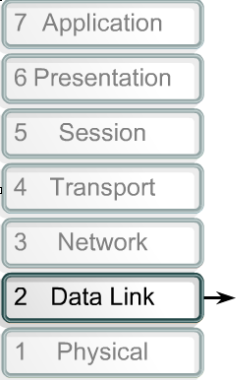 7 Application
6 Presentation
5 Session
4 Transport
3 Network
2 Data Link
1 Physical